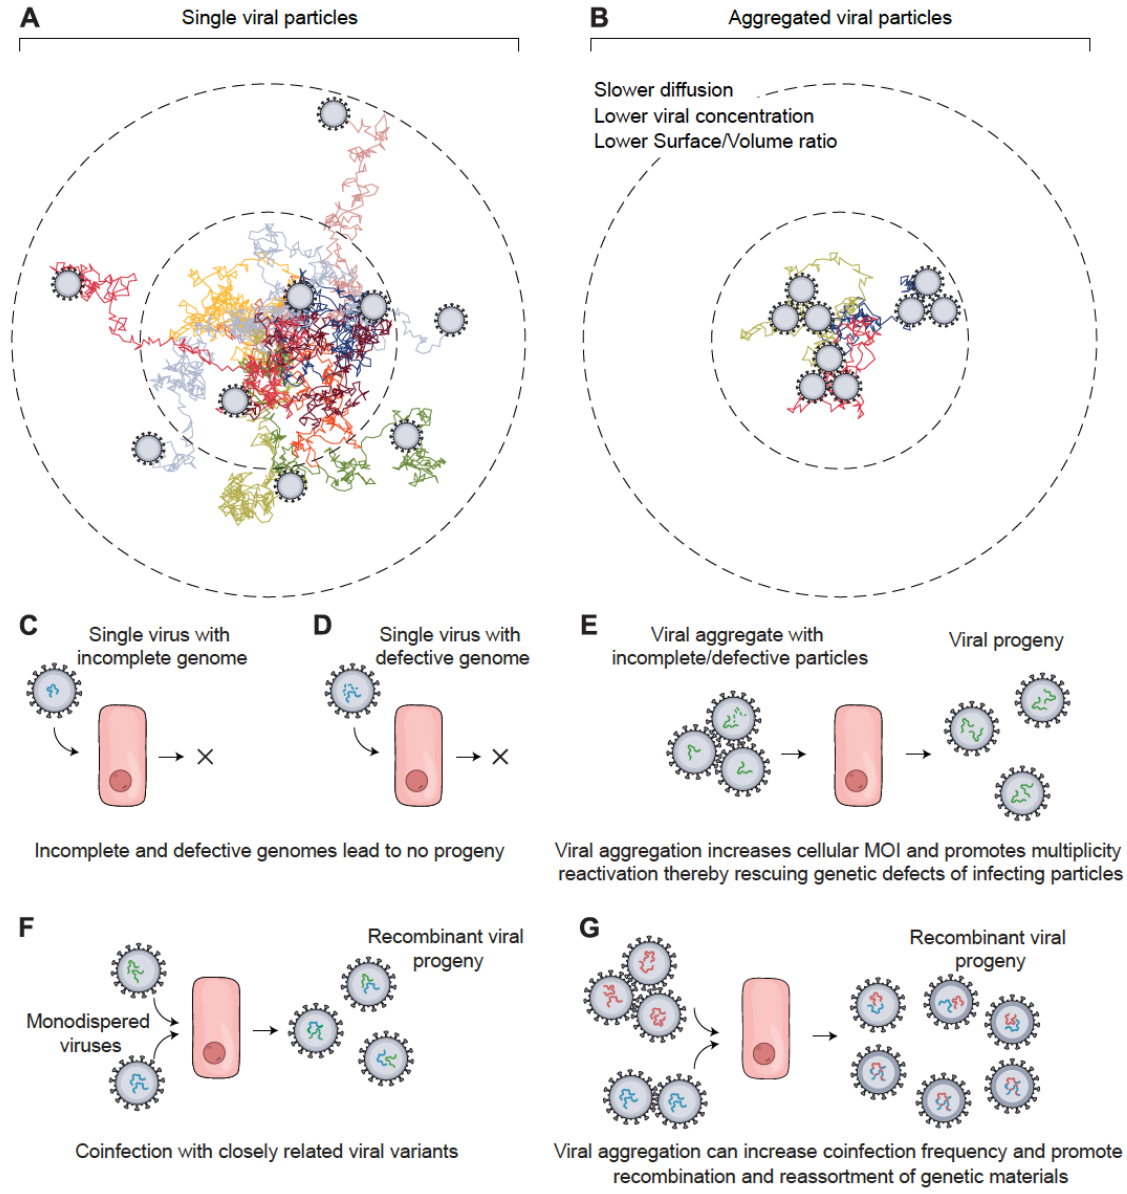 A
Single viral particles
B
Aggregated viral particles
Slower diffusion
Lower viral concentration
Lower Surface/Volume ratio
C
Single virus with
incomplete genome
D
Single virus with
defective genome
Incomplete and defective genomes lead to no progeny
E
Viral aggregate with
incomplete/defective particles
Viral progeny
Viral aggregation increases cellular MOI and promotes multiplicity
reactivation thereby rescuing genetic defects of infecting particles
F
Monodispered
viruses
Recombinant viral
progeny
Coinfection with closely related viral variants
G
Recombinant viral
progeny
Viral aggregation can increase coinfection frequency and promote
recombination and reassortment of genetic materials